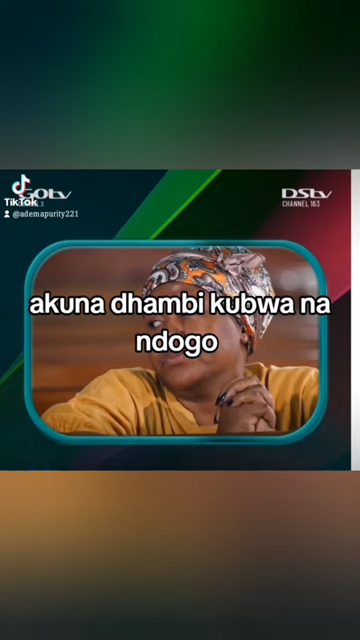 GOtv
TikTok
@ademapurity221
DStv
CHANNEL 163
akuna dhambi kubwa na
ndogo